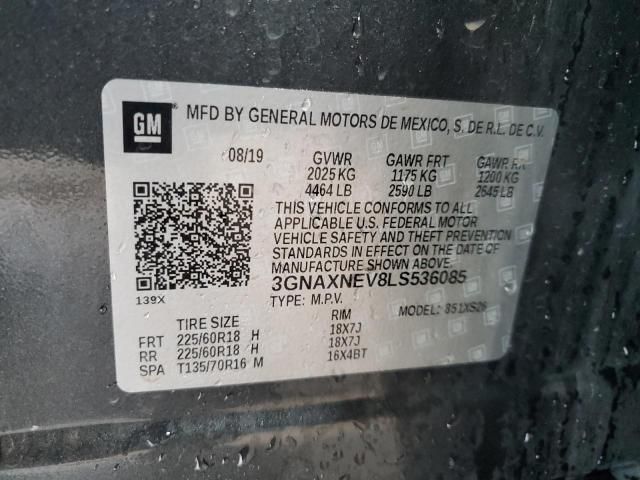 GM
MFD BY GENERAL MOTORS DE MEXICO, S. DE R.L. DE C.V.
08/19 GVWR GAWR FRT GAWR RR
2025 KG 1175 KG 1200 KG
4464 LB 2590 LB 2645 LB
THIS VEHICLE CONFORMS TO ALL
APPLICABLE U.S. FEDERAL MOTOR
VEHICLE SAFETY AND THEFT PREVENTION
STANDARDS IN EFFECT ON THE DATE OF
MANUFACTURE SHOWN ABOVE.
3GNAXNEV8LS536085
139X
TYPE: M.P.V. MODEL: 851XS26
TIRE SIZE RIM
FRT 225/60R18 H 18X7J
RR 225/60R18 H 18X7J
SPA T135/70R16 M 16X4BT